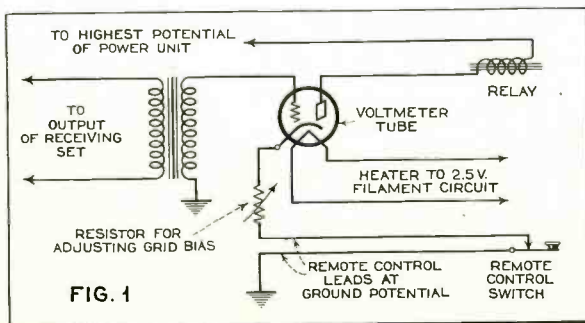 TO HIGHEST POTENTIAL
OF POWER UNIT
RELAY
TO
OUTPUT
OF RECEIVING
SET
VOLTMETER
TUBE
HEATER TO 2.5 V.
FILAMENT CIRCUIT
RESISTOR FOR
ADJUSTING GRID BIAS
REMOTE CONTROL
LEADS AT
GROUND POTENTIAL
REMOTE
CONTROL
SWITCH
FIG. 1